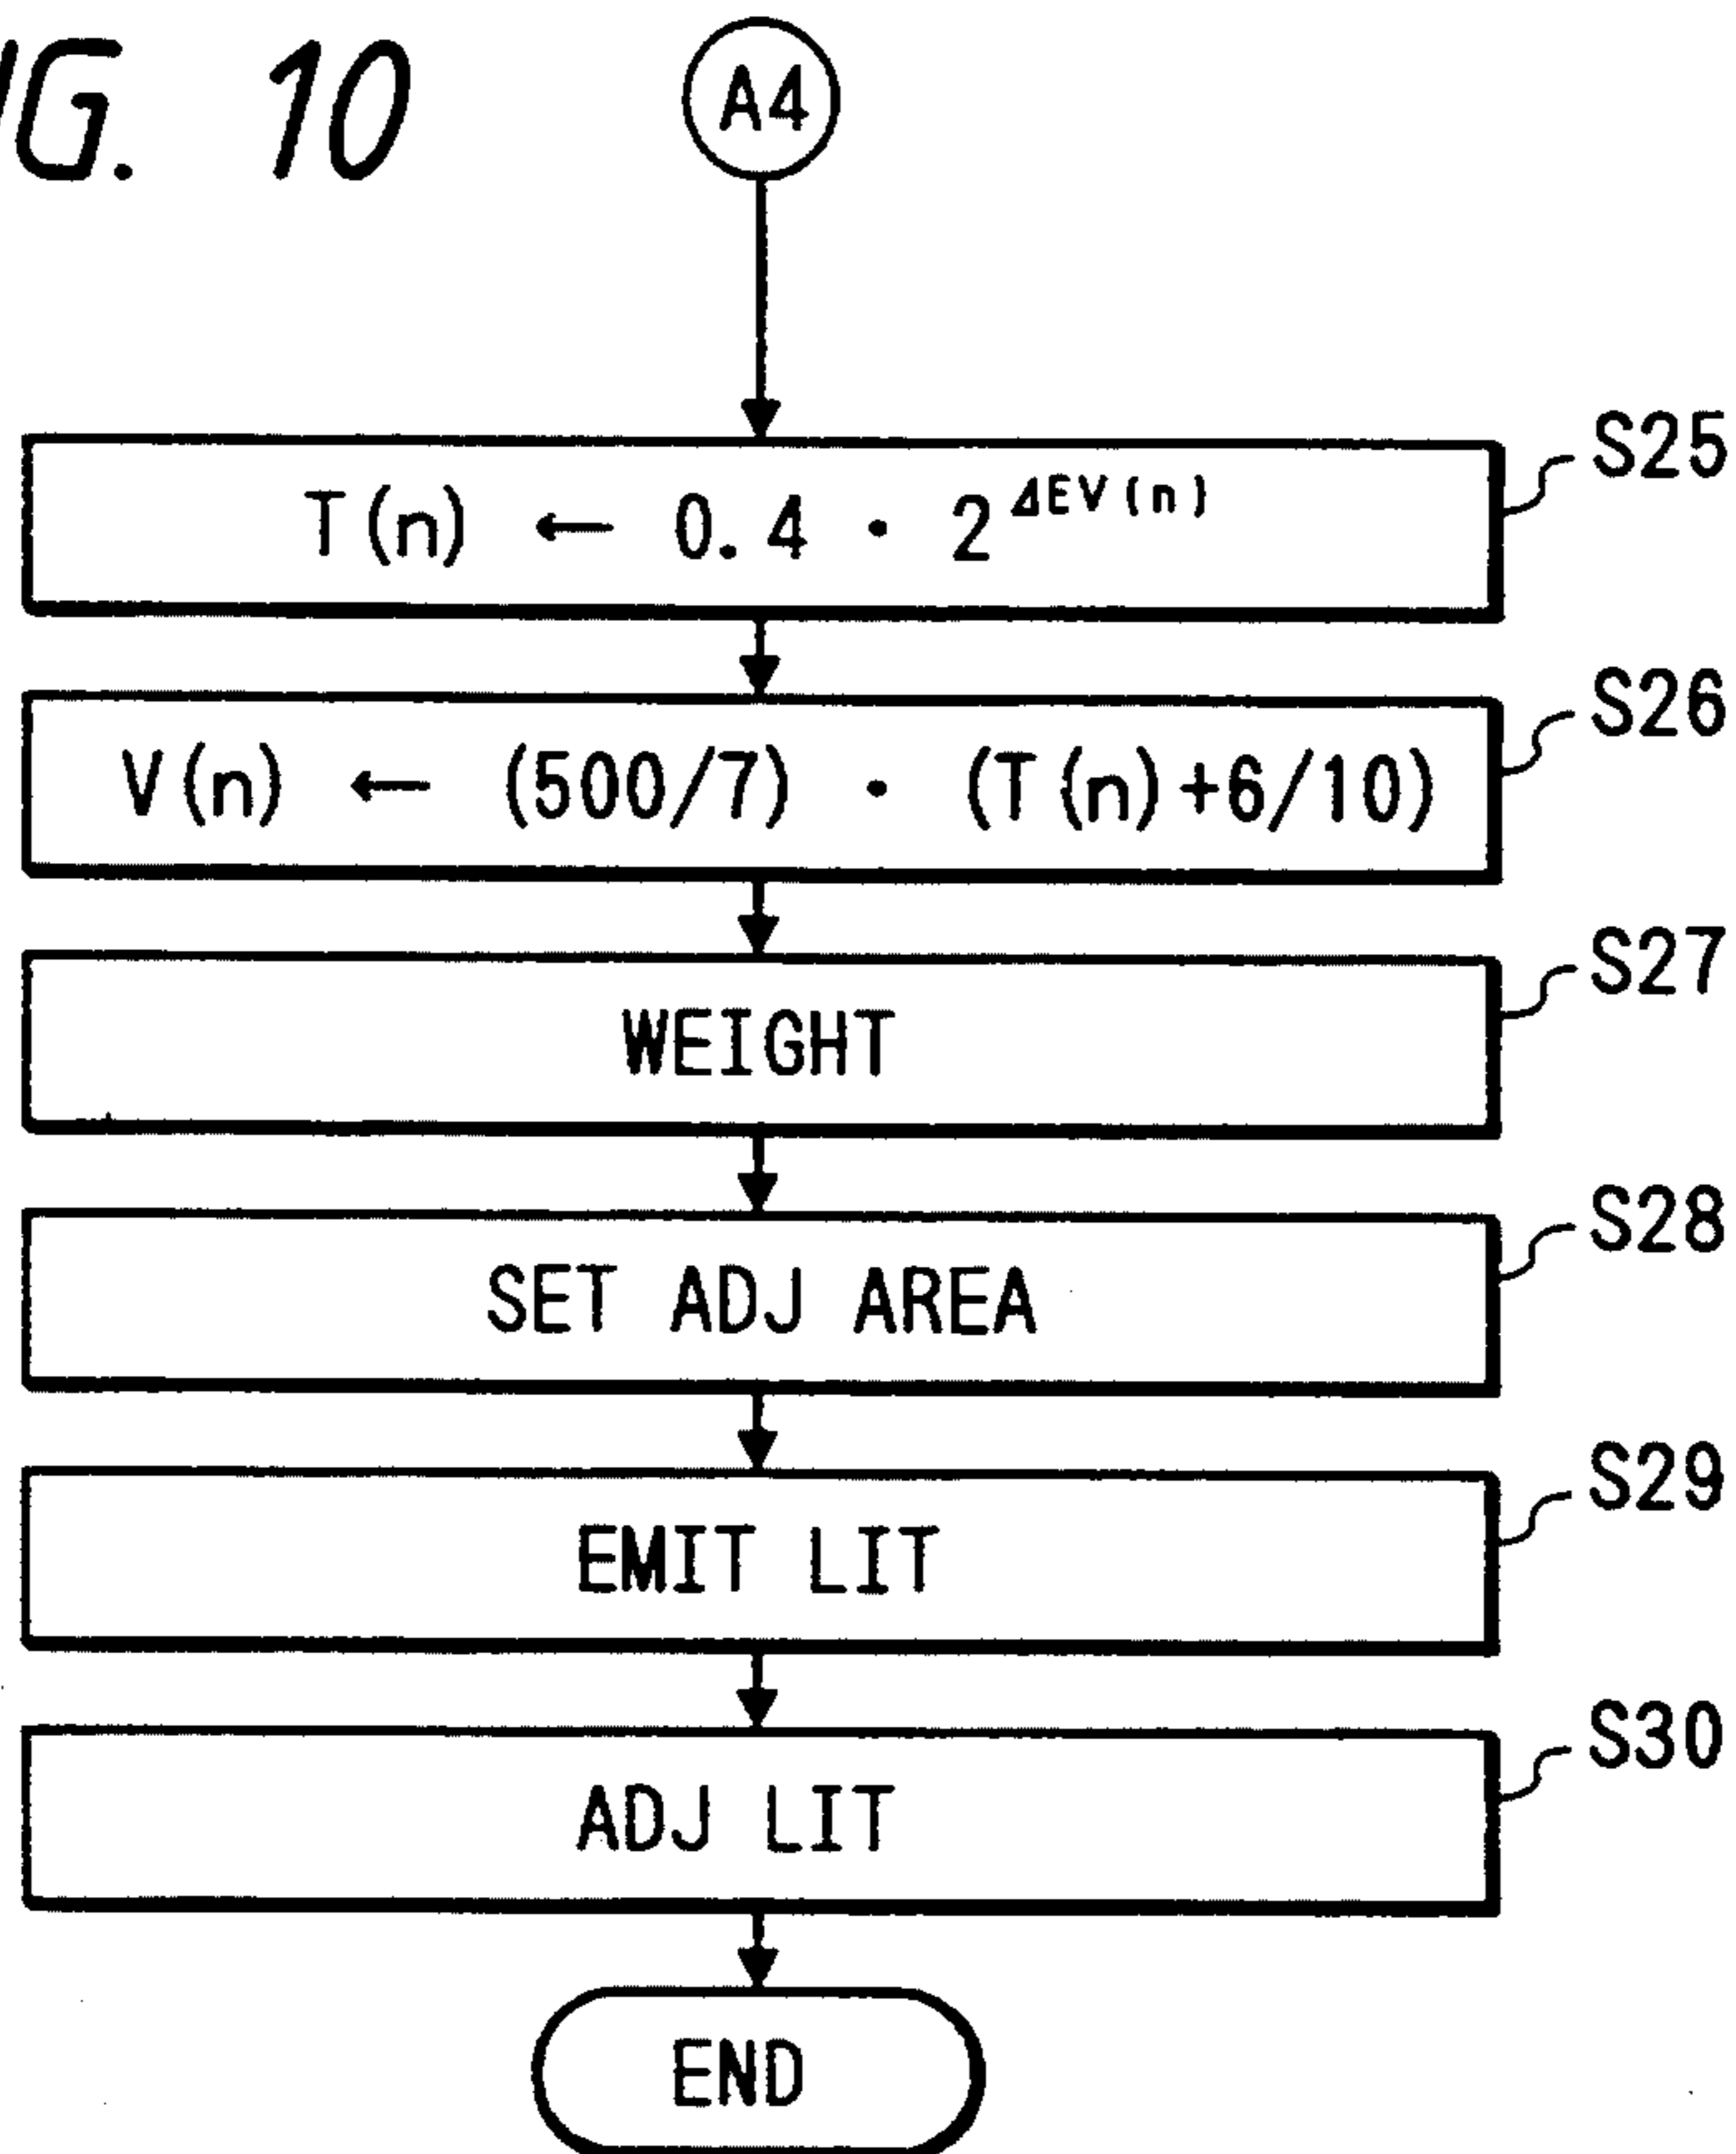 IG. 10
A4
S25
T(n) ← 0.4 · 2^ΔEV(n)
S26
V(n) ← (500/7) · (T(n)+6/10)
S27
WEIGHT
S28
SET ADJ AREA
S29
EMIT LIT
S30
ADJ LIT
END